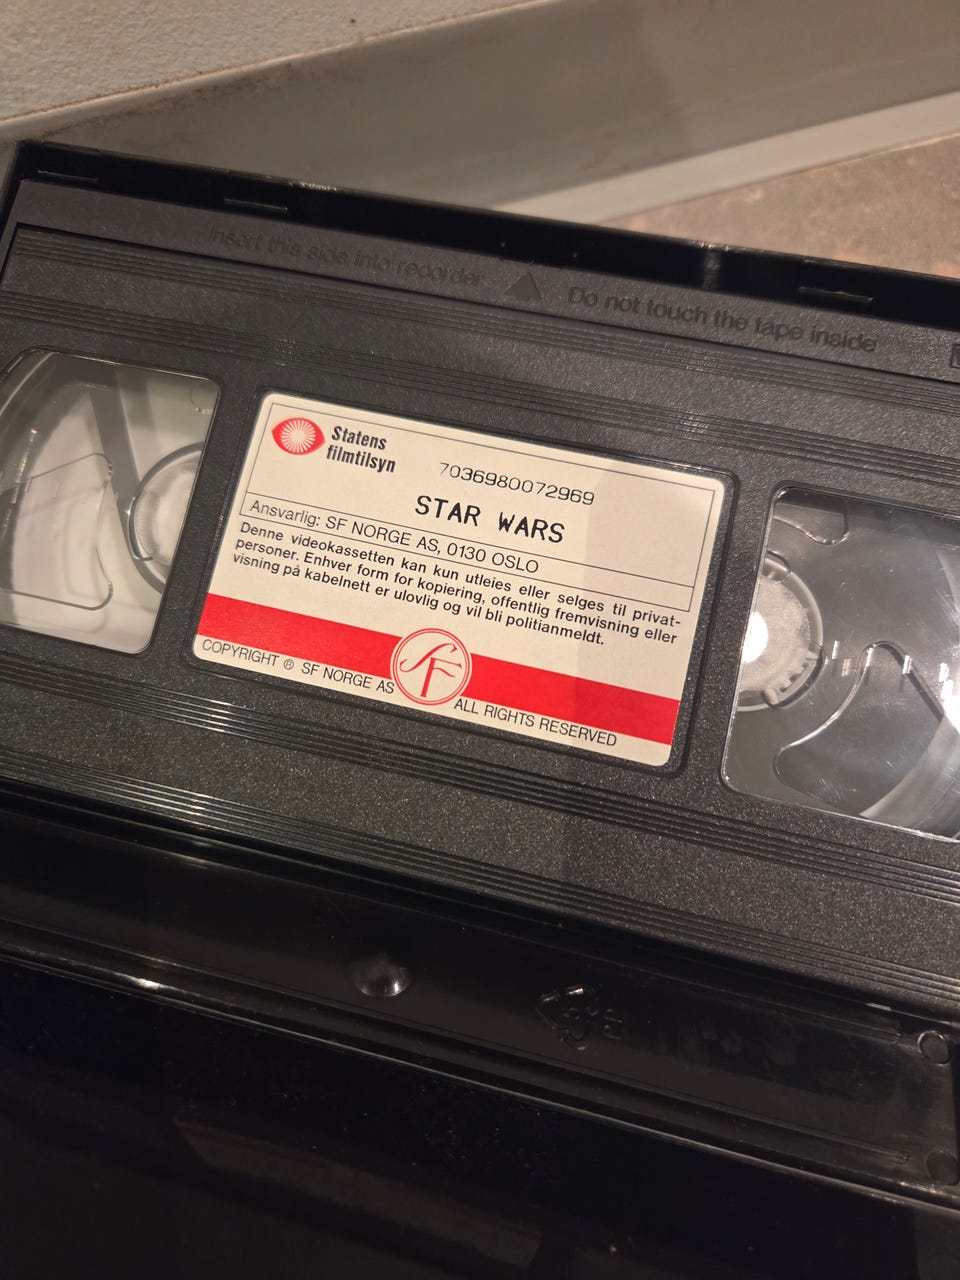 Insert this side into recorder
Do not touch the tape inside
Statens
filmtilsyn
7036980072969
STAR WARS
Ansvarlig: SF NORGE AS, 0130 OSLO
Denne videokassetten kan kun utleies eller selges til privat-
personer. Enhver form for kopiering, offentlig fremvisning eller
visning på kabelnett er ulovlig og vil bli politianmeldt.
SF
COPYRIGHT ® SF NORGE AS
ALL RIGHTS RESERVED